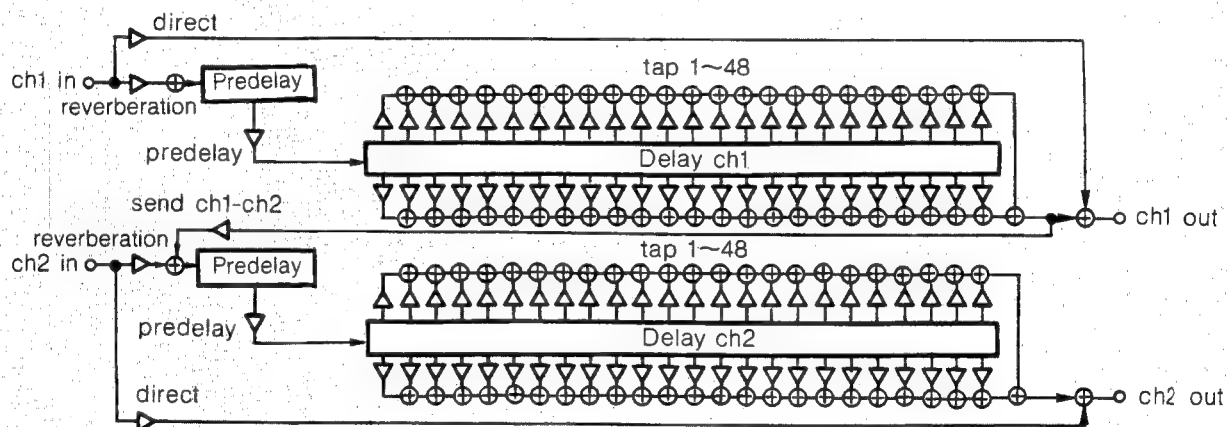 direct
ch1 in
Predelay
reverberation
tap 1~48
predelay
Delay ch1
send ch1-ch2
ch1 out
reverberation
ch2 in
Predelay
tap 1~48
predelay
Delay ch2
direct
ch2 out